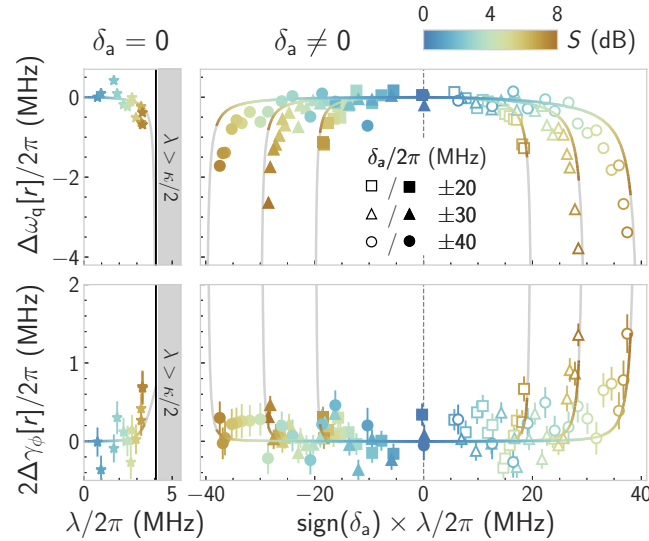 δₐ = 0
δₐ ≠ 0
0 4 8
S (dB)
Δω_q[r]/2π (MHz)
0
−2
−4
λ > κ/2
δₐ/2π (MHz)
□/■ ±20
△/▲ ±30
○/● ±40
2Δγ_ϕ[r]/2π (MHz)
2
1
0
λ > κ/2
0 5
−40 −20 0 20 40
λ/2π (MHz)
sign(δₐ) × λ/2π (MHz)